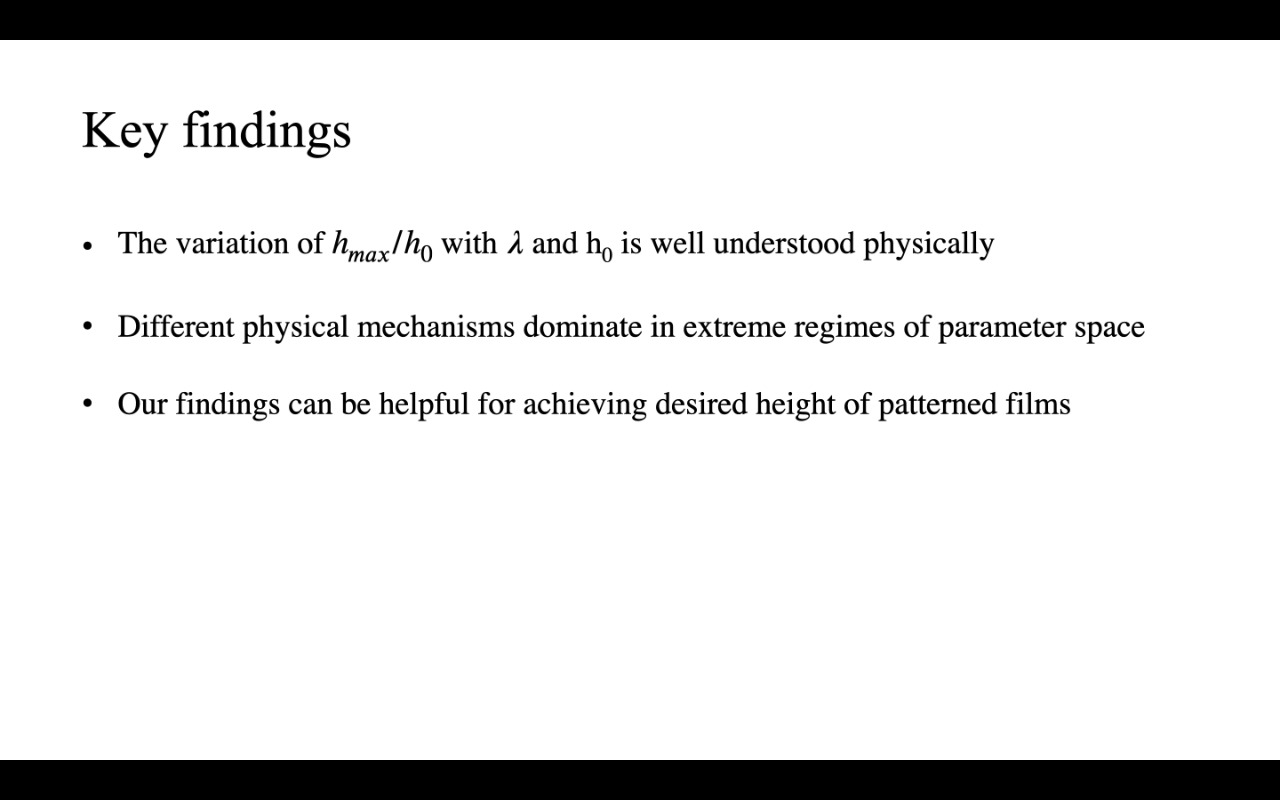 Key findings
• The variation of $h_{max}/h_0$ with $\lambda$ and h₀ is well understood physically
• Different physical mechanisms dominate in extreme regimes of parameter space
• Our findings can be helpful for achieving desired height of patterned films